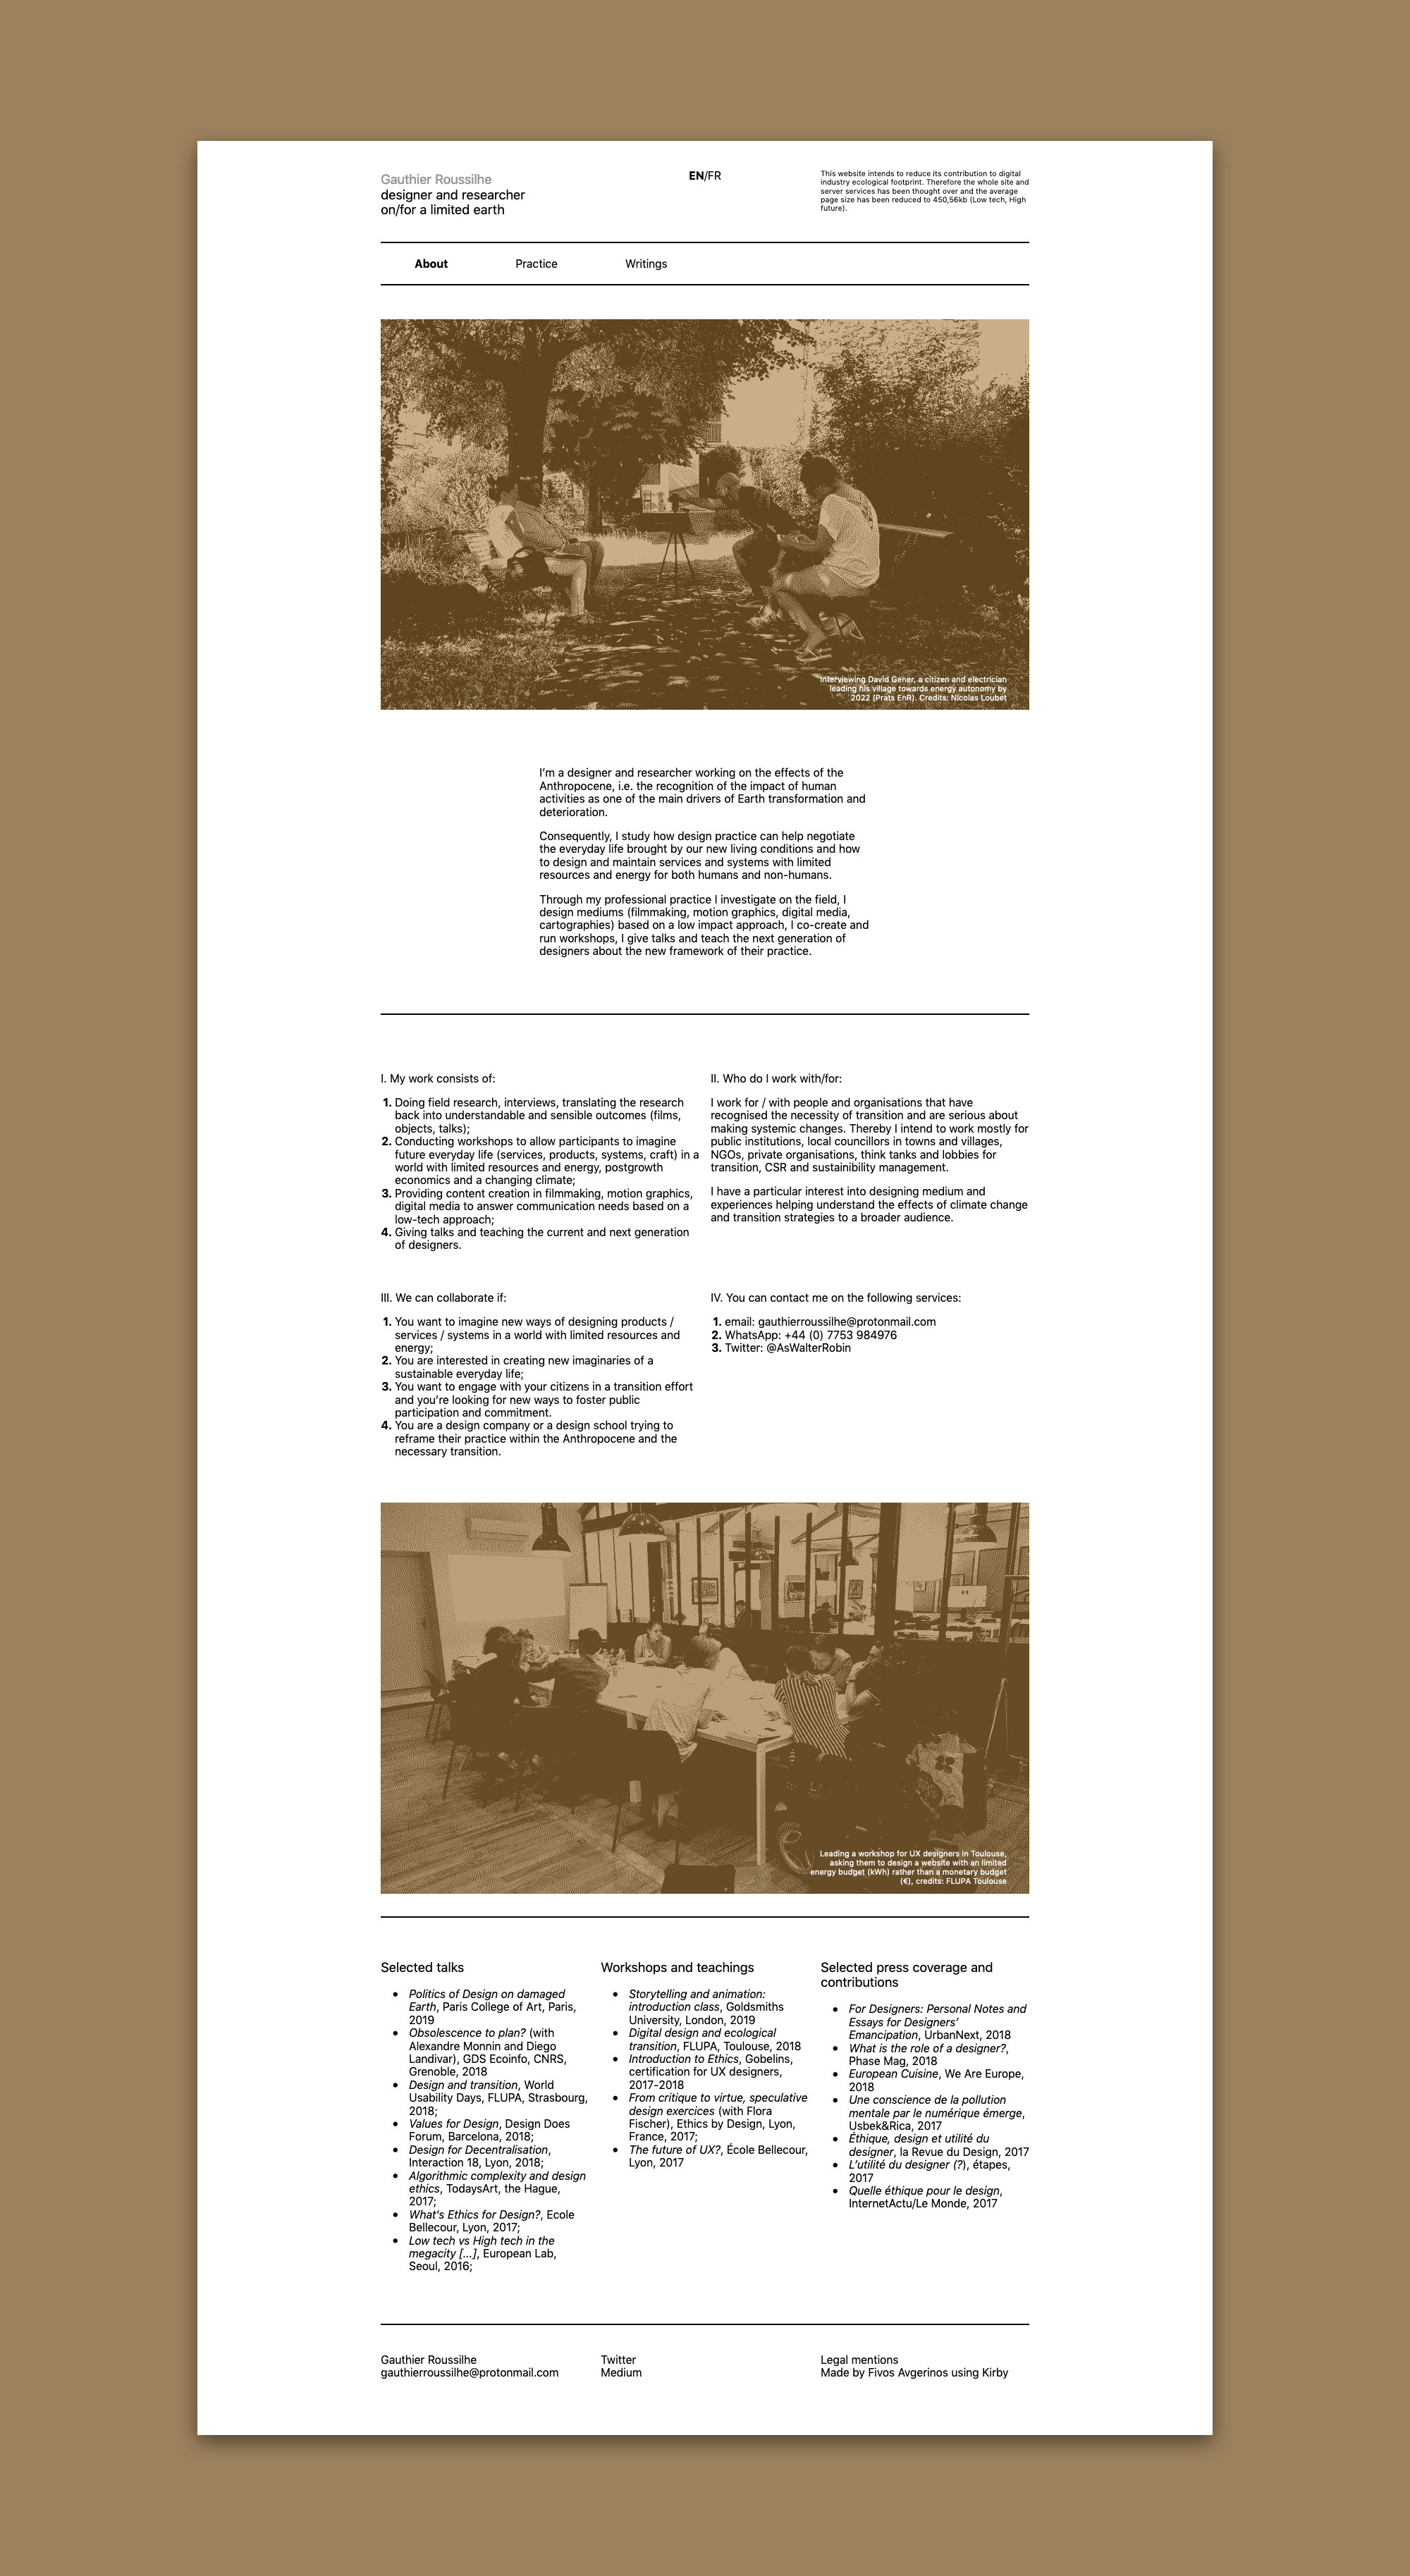 Gauthier Roussilhe
designer and researcher
on/for a limited earth
EN/FR
This website intends to reduce its contribution to digital
industry ecological footprint. Therefore the whole site and
server services has been thought over and the average
page size has been reduced to 450,56kb (Low tech, High
future).
About
Practice
Writings
Interviewing David Gener, a citizen and electrician
leading his village towards energy autonomy by
2022 (Prats EnR). Credits: Nicolas Loubet
I'm a designer and researcher working on the effects of the
Anthropocene, i.e. the recognition of the impact of human
activities as one of the main drivers of Earth transformation and
deterioration.
Consequently, I study how design practice can help negotiate
the everyday life brought by our new living conditions and how
to design and maintain services and systems with limited
resources and energy for both humans and non-humans.
Through my professional practice I investigate on the field, I
design mediums (filmmaking, motion graphics, digital media,
cartographies) based on a low impact approach, I co-create and
run workshops, I give talks and teach the next generation of
designers about the new framework of their practice.
I. My work consists of:
1. Doing field research, interviews, translating the research
back into understandable and sensible outcomes (films,
objects, talks);
2. Conducting workshops to allow participants to imagine
future everyday life (services, products, systems, craft) in a
world with limited resources and energy, postgrowth
economics and a changing climate;
3. Providing content creation in filmmaking, motion graphics,
digital media to answer communication needs based on a
low-tech approach;
4. Giving talks and teaching the current and next generation
of designers.
II. Who do I work with/for:
I work for / with people and organisations that have
recognised the necessity of transition and are serious about
making systemic changes. Thereby I intend to work mostly for
public institutions, local councillors in towns and villages,
NGOs, private organisations, think tanks and lobbies for
transition, CSR and sustainibility management.
I have a particular interest into designing medium and
experiences helping understand the effects of climate change
and transition strategies to a broader audience.
III. We can collaborate if:
1. You want to imagine new ways of designing products /
services / systems in a world with limited resources and
energy;
2. You are interested in creating new imaginaries of a
sustainable everyday life;
3. You want to engage with your citizens in a transition effort
and you're looking for new ways to foster public
participation and commitment.
4. You are a design company or a design school trying to
reframe their practice within the Anthropocene and the
necessary transition.
IV. You can contact me on the following services:
1. email: gauthierroussilhe@protonmail.com
2. WhatsApp: +44 (0) 7753 984976
3. Twitter: @AsWalterRobin
Leading a workshop for UX designers in Toulouse,
asking them to design a website with an limited
energy budget (kWh) rather than a monetary budget
(€), credits: FLUPA Toulouse
Selected talks
• Politics of Design on damaged
Earth, Paris College of Art, Paris,
2019
• Obsolescence to plan? (with
Alexandre Monnin and Diego
Landivar), GDS Ecoinfo, CNRS,
Grenoble, 2018
• Design and transition, World
Usability Days, FLUPA, Strasbourg,
2018;
• Values for Design, Design Does
Forum, Barcelona, 2018;
• Design for Decentralisation,
Interaction 18, Lyon, 2018;
• Algorithmic complexity and design
ethics, TodaysArt, the Hague,
2017;
• What's Ethics for Design?, Ecole
Bellecour, Lyon, 2017;
• Low tech vs High tech in the
megacity [...], European Lab,
Seoul, 2016;
Workshops and teachings
• Storytelling and animation:
introduction class, Goldsmiths
University, London, 2019
• Digital design and ecological
transition, FLUPA, Toulouse, 2018
• Introduction to Ethics, Gobelins,
certification for UX designers,
2017-2018
• From critique to virtue, speculative
design exercices (with Flora
Fischer), Ethics by Design, Lyon,
France, 2017;
• The future of UX?, École Bellecour,
Lyon, 2017
Selected press coverage and
contributions
• For Designers: Personal Notes and
Essays for Designers'
Emancipation, UrbanNext, 2018
• What is the role of a designer?,
Phase Mag, 2018
• European Cuisine, We Are Europe,
2018
• Une conscience de la pollution
mentale par le numérique émerge,
Usbek&Rica, 2017
• Éthique, design et utilité du
designer, la Revue du Design, 2017
• L'utilité du designer (?), étapes,
2017
• Quelle éthique pour le design,
InternetActu/Le Monde, 2017
Gauthier Roussilhe
gauthierroussilhe@protonmail.com
Twitter
Medium
Legal mentions
Made by Fivos Avgerinos using Kirby